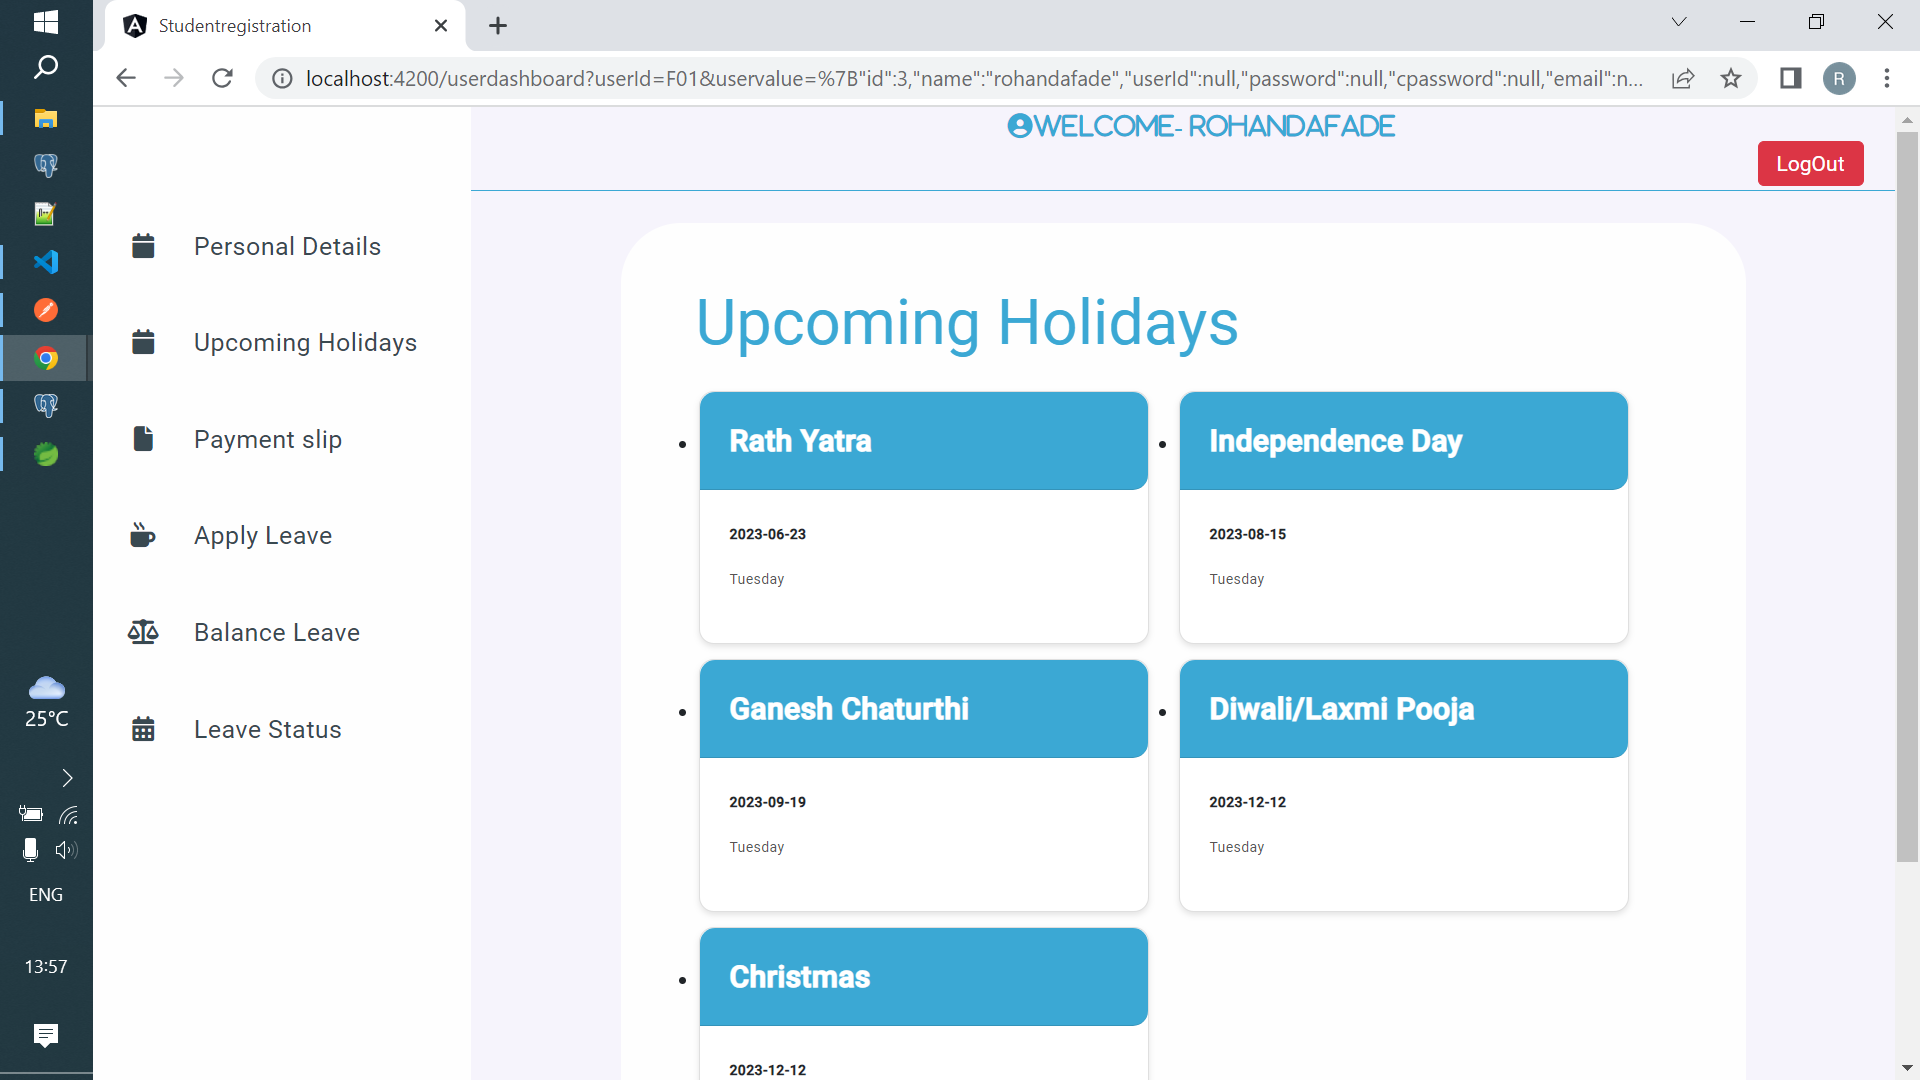 Studentregistration
localhost:4200/userdashboard?userId=F01&uservalue=%7B"id":3,"name":"rohandafade","userId":null,"password":null,"cpassword":null,"email":n...
R
WELCOME- ROHANDAFADE
LogOut
Personal Details
Upcoming Holidays
Payment slip
Apply Leave
Balance Leave
Leave Status
Upcoming Holidays
Rath Yatra
2023-06-23
Tuesday
Independence Day
2023-08-15
Tuesday
Ganesh Chaturthi
2023-09-19
Tuesday
Diwali/Laxmi Pooja
2023-12-12
Tuesday
Christmas
2023-12-12
25°C
ENG
13:57